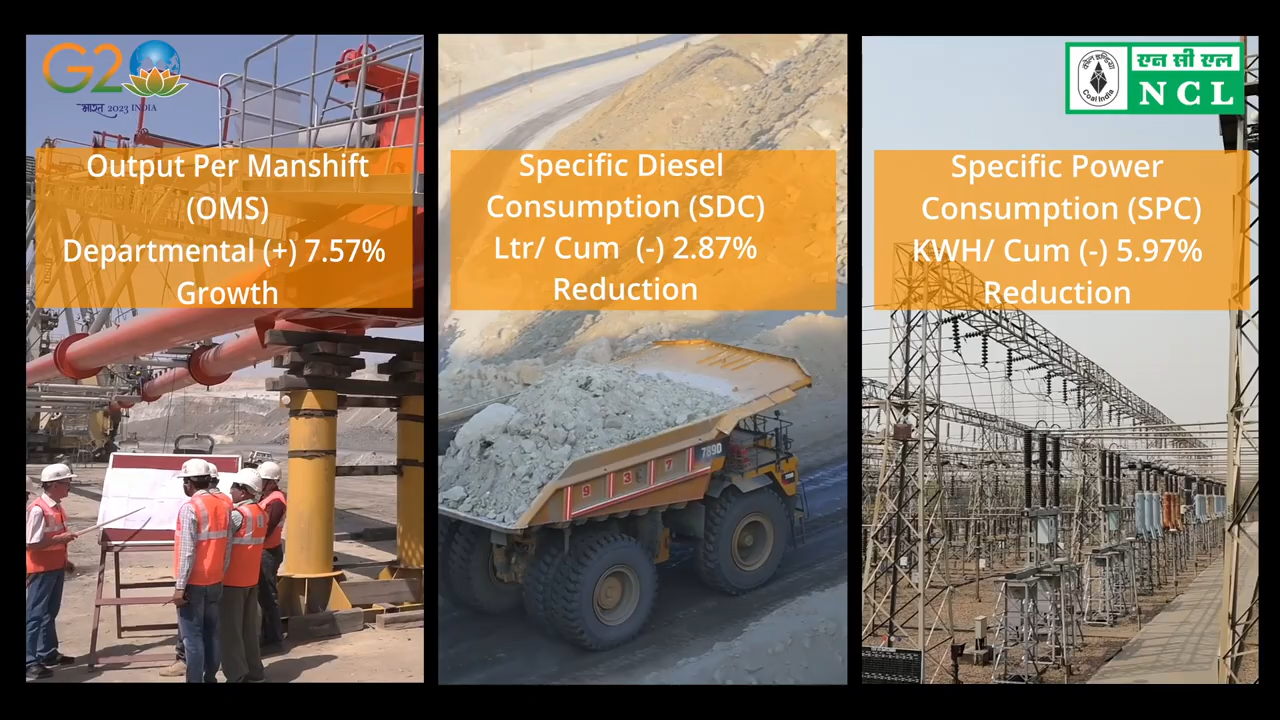 G20
भारत 2023 INDIA
एन सी एल
NCL
Coal India
Output Per Manshift
(OMS)
Departmental (+) 7.57%
Growth
Specific Diesel
Consumption (SDC)
Ltr/ Cum (-) 2.87%
Reduction
Specific Power
Consumption (SPC)
KWH/ Cum (-) 5.97%
Reduction
789D
9 3 7